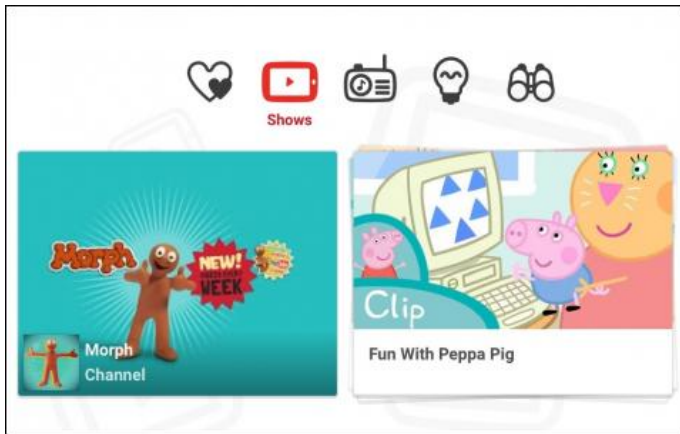 Shows
Morph
NEW!
WEEK
Morph
Channel
Clip
Fun With Peppa Pig